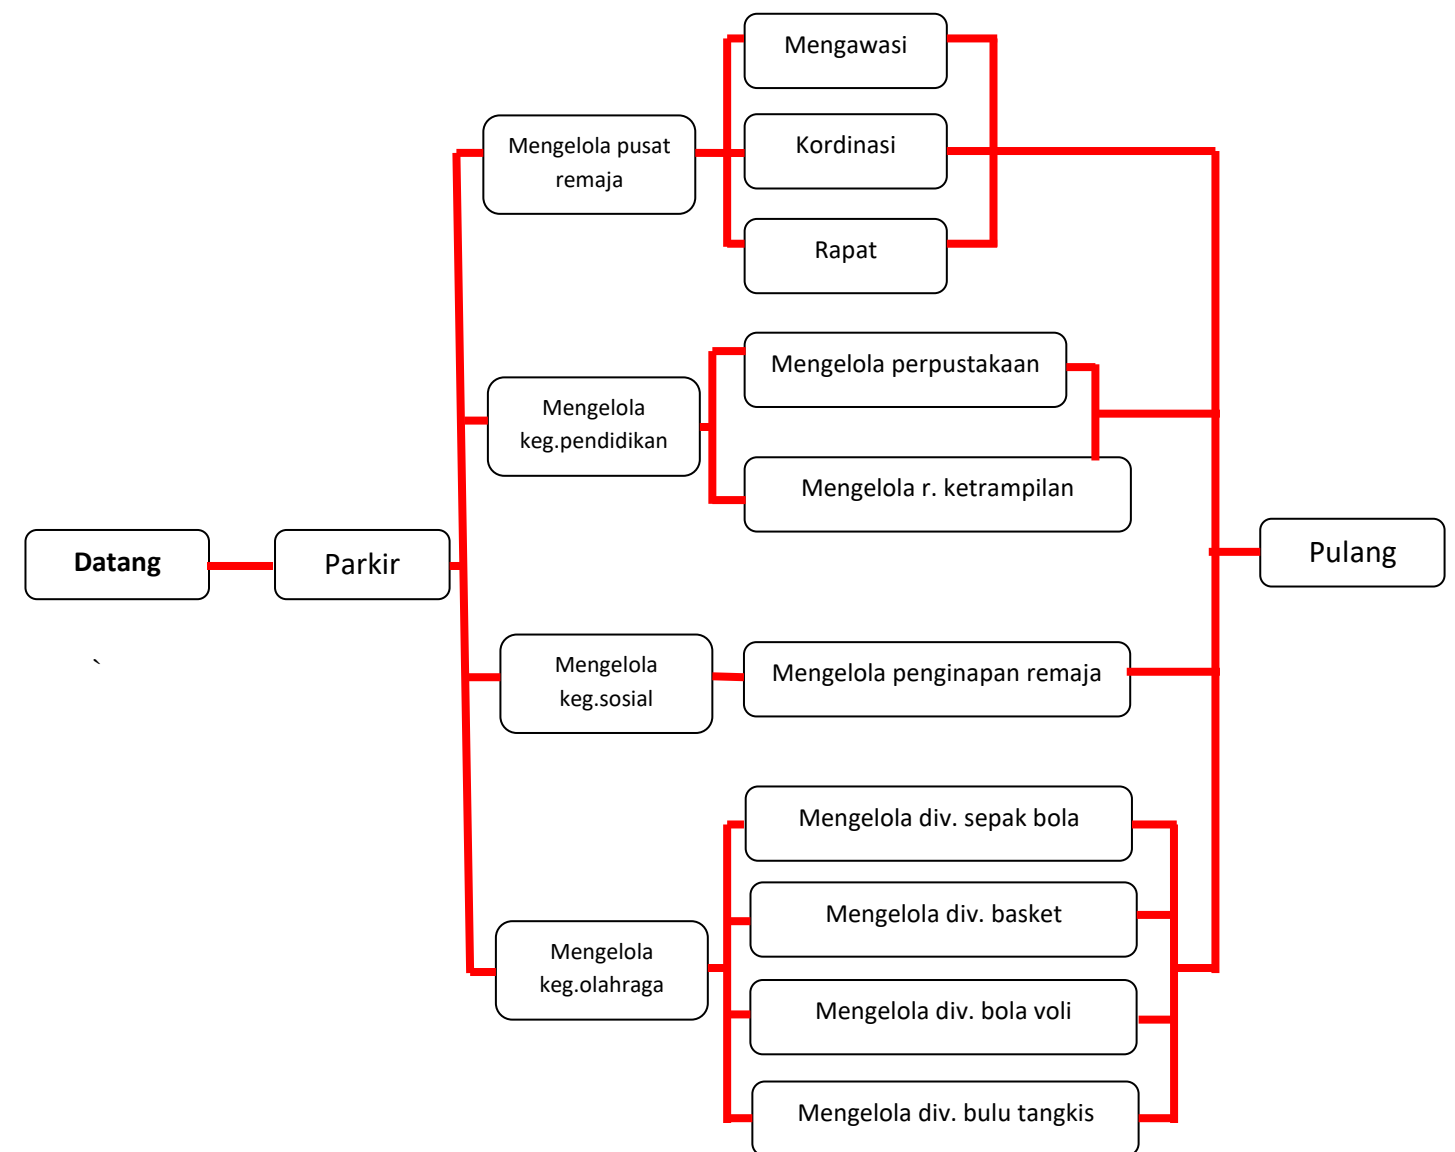 Mengawasi
Kordinasi
Mengelola pusat
remaja
Rapat
Mengelola perpustakaan
Mengelola
keg.pendidikan
Mengelola r. ketrampilan
Datang
Parkir
Pulang
`
Mengelola
keg.sosial
Mengelola penginapan remaja
Mengelola div. sepak bola
Mengelola div. basket
Mengelola
keg.olahraga
Mengelola div. bola voli
Mengelola div. bulu tangkis